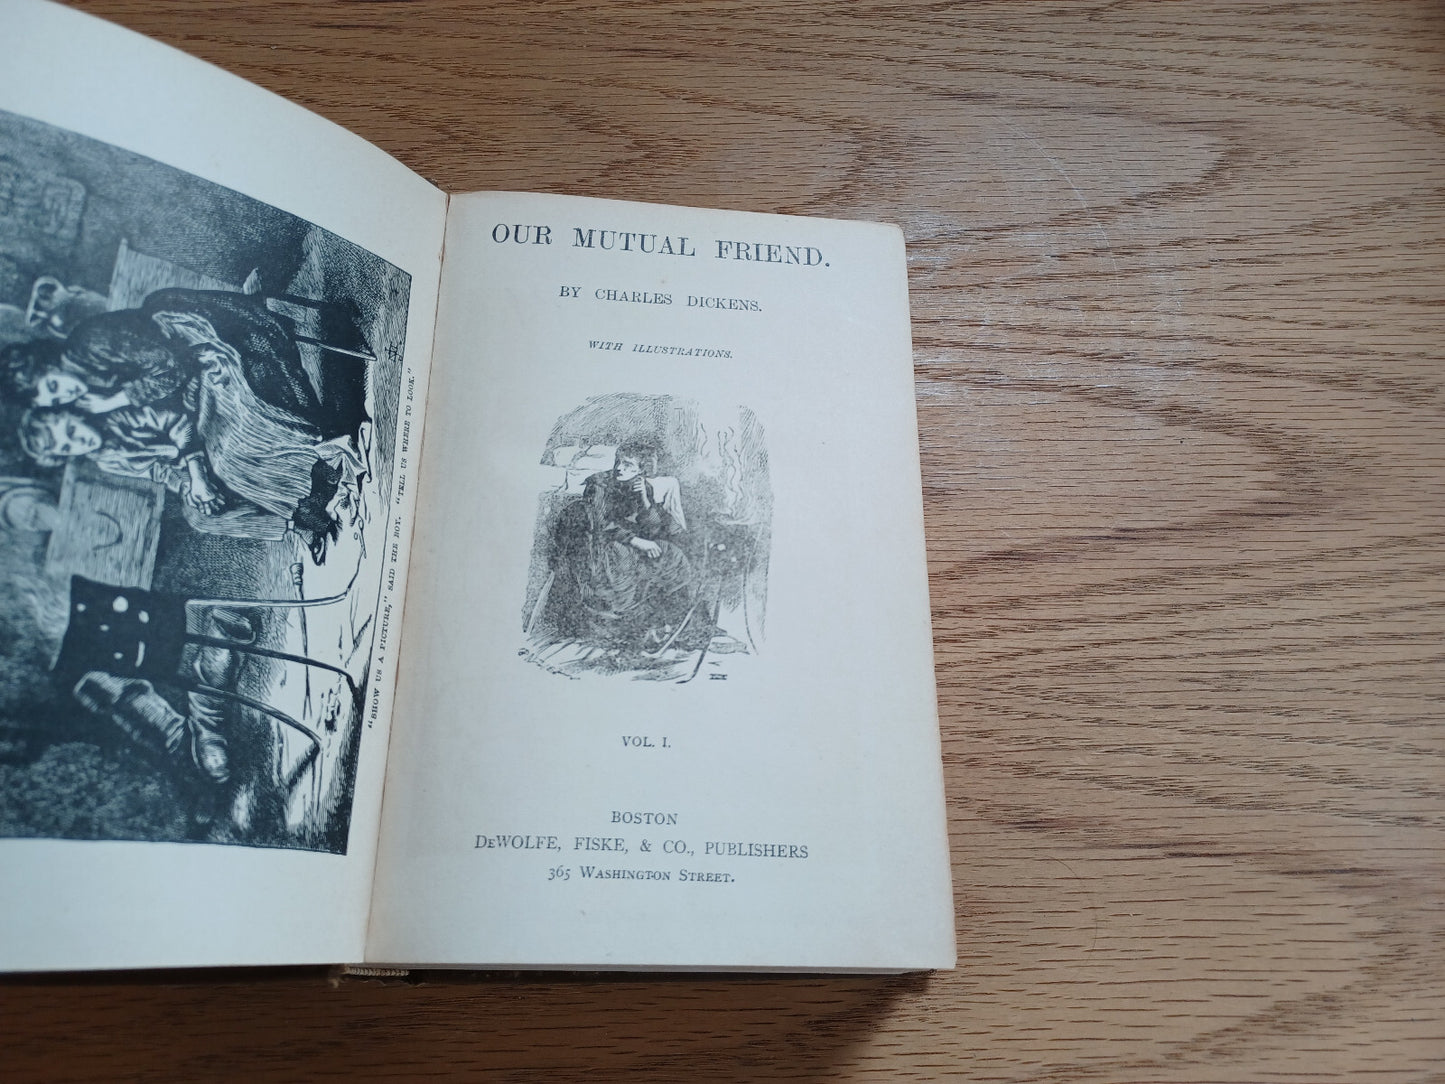 "SHOW US A PICTURE," SAID THE BOY. "TELL US WHERE TO LOOK."
OUR MUTUAL FRIEND.
BY CHARLES DICKENS.
WITH ILLUSTRATIONS.
VOL. I.
BOSTON
DEWOLFE, FISKE, & CO., PUBLISHERS
365 WASHINGTON STREET.